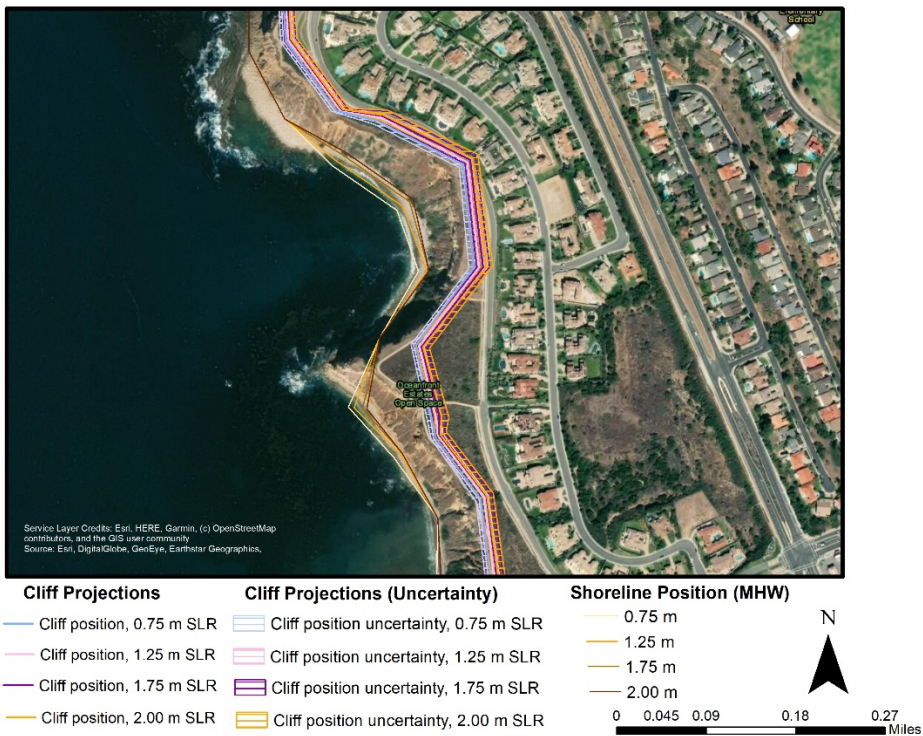 Elementary
School
Oceanfront
Estates
Open Space
Service Layer Credits: Esri, HERE, Garmin, (c) OpenStreetMap
contributors, and the GIS user community
Source: Esri, DigitalGlobe, GeoEye, Earthstar Geographics,
Cliff Projections
Cliff position, 0.75 m SLR
Cliff position, 1.25 m SLR
Cliff position, 1.75 m SLR
Cliff position, 2.00 m SLR
Cliff Projections (Uncertainty)
Cliff position uncertainty, 0.75 m SLR
Cliff position uncertainty, 1.25 m SLR
Cliff position uncertainty, 1.75 m SLR
Cliff position uncertainty, 2.00 m SLR
Shoreline Position (MHW)
0.75 m
1.25 m
1.75 m
2.00 m
N
0 0.045 0.09 0.18 0.27
Miles